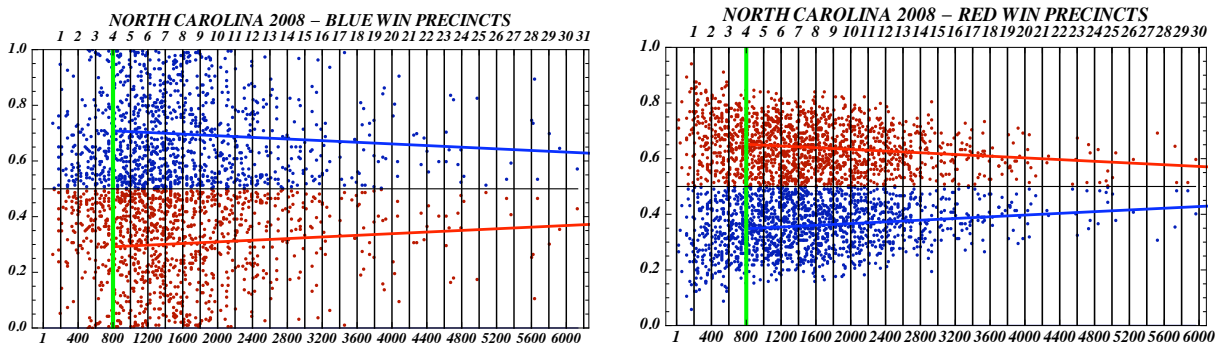 NORTH CAROLINA 2008 – BLUE WIN PRECINCTS
1 2 3 4 5 6 7 8 9 10 11 12 13 14 15 16 17 18 19 20 21 22 23 24 25 26 27 28 29 30 31
1.0
0.8
0.6
0.4
0.2
0.0
1 400 800 1200 1600 2000 2400 2800 3200 3600 4000 4400 4800 5200 5600 6000
NORTH CAROLINA 2008 – RED WIN PRECINCTS
1 2 3 4 5 6 7 8 9 10 11 12 13 14 15 16 17 18 19 20 21 22 23 24 25 26 27 28 29 30
1.0
0.8
0.6
0.4
0.2
0.0
1 400 800 1200 1600 2000 2400 2800 3200 3600 4000 4400 4800 5200 5600 6000